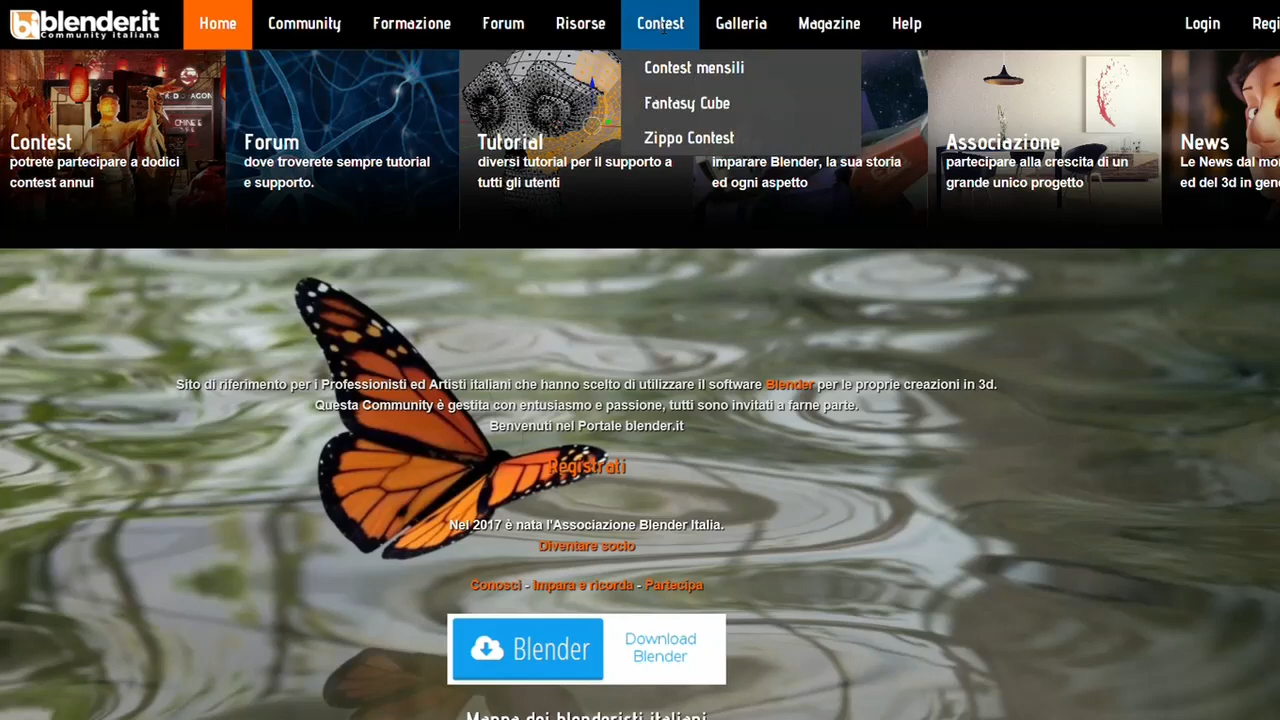 blender.it
Community italiana
Home
Community
Formazione
Forum
Risorse
Contest
Galleria
Magazine
Help
Login
Contest mensili
Fantasy Cube
Zippo Contest
Contest
potrete partecipare a dodici
contest annui
Forum
dove troverete sempre tutorial
e supporto.
Tutorial
diversi tutorial per il supporto a
tutti gli utenti
imparare Blender, la sua storia
ed ogni aspetto
Associazione
partecipare alla crescita di un
grande unico progetto
News
Le News dal
ed del 3d in
Sito di riferimento per i Professionisti ed Artisti italiani che hanno scelto di utilizzare il software Blender per le proprie creazioni in 3d.
Questa Community è gestita con entusiasmo e passione, tutti sono invitati a farne parte.
Benvenuti nel Portale blender.it
Registrati
Nel 2017 è nata l'Associazione Blender Italia.
Diventare socio
Conosci - Impara e ricorda - Partecipa
Blender
Download
Blender
Mappa dei blenderisti italiani